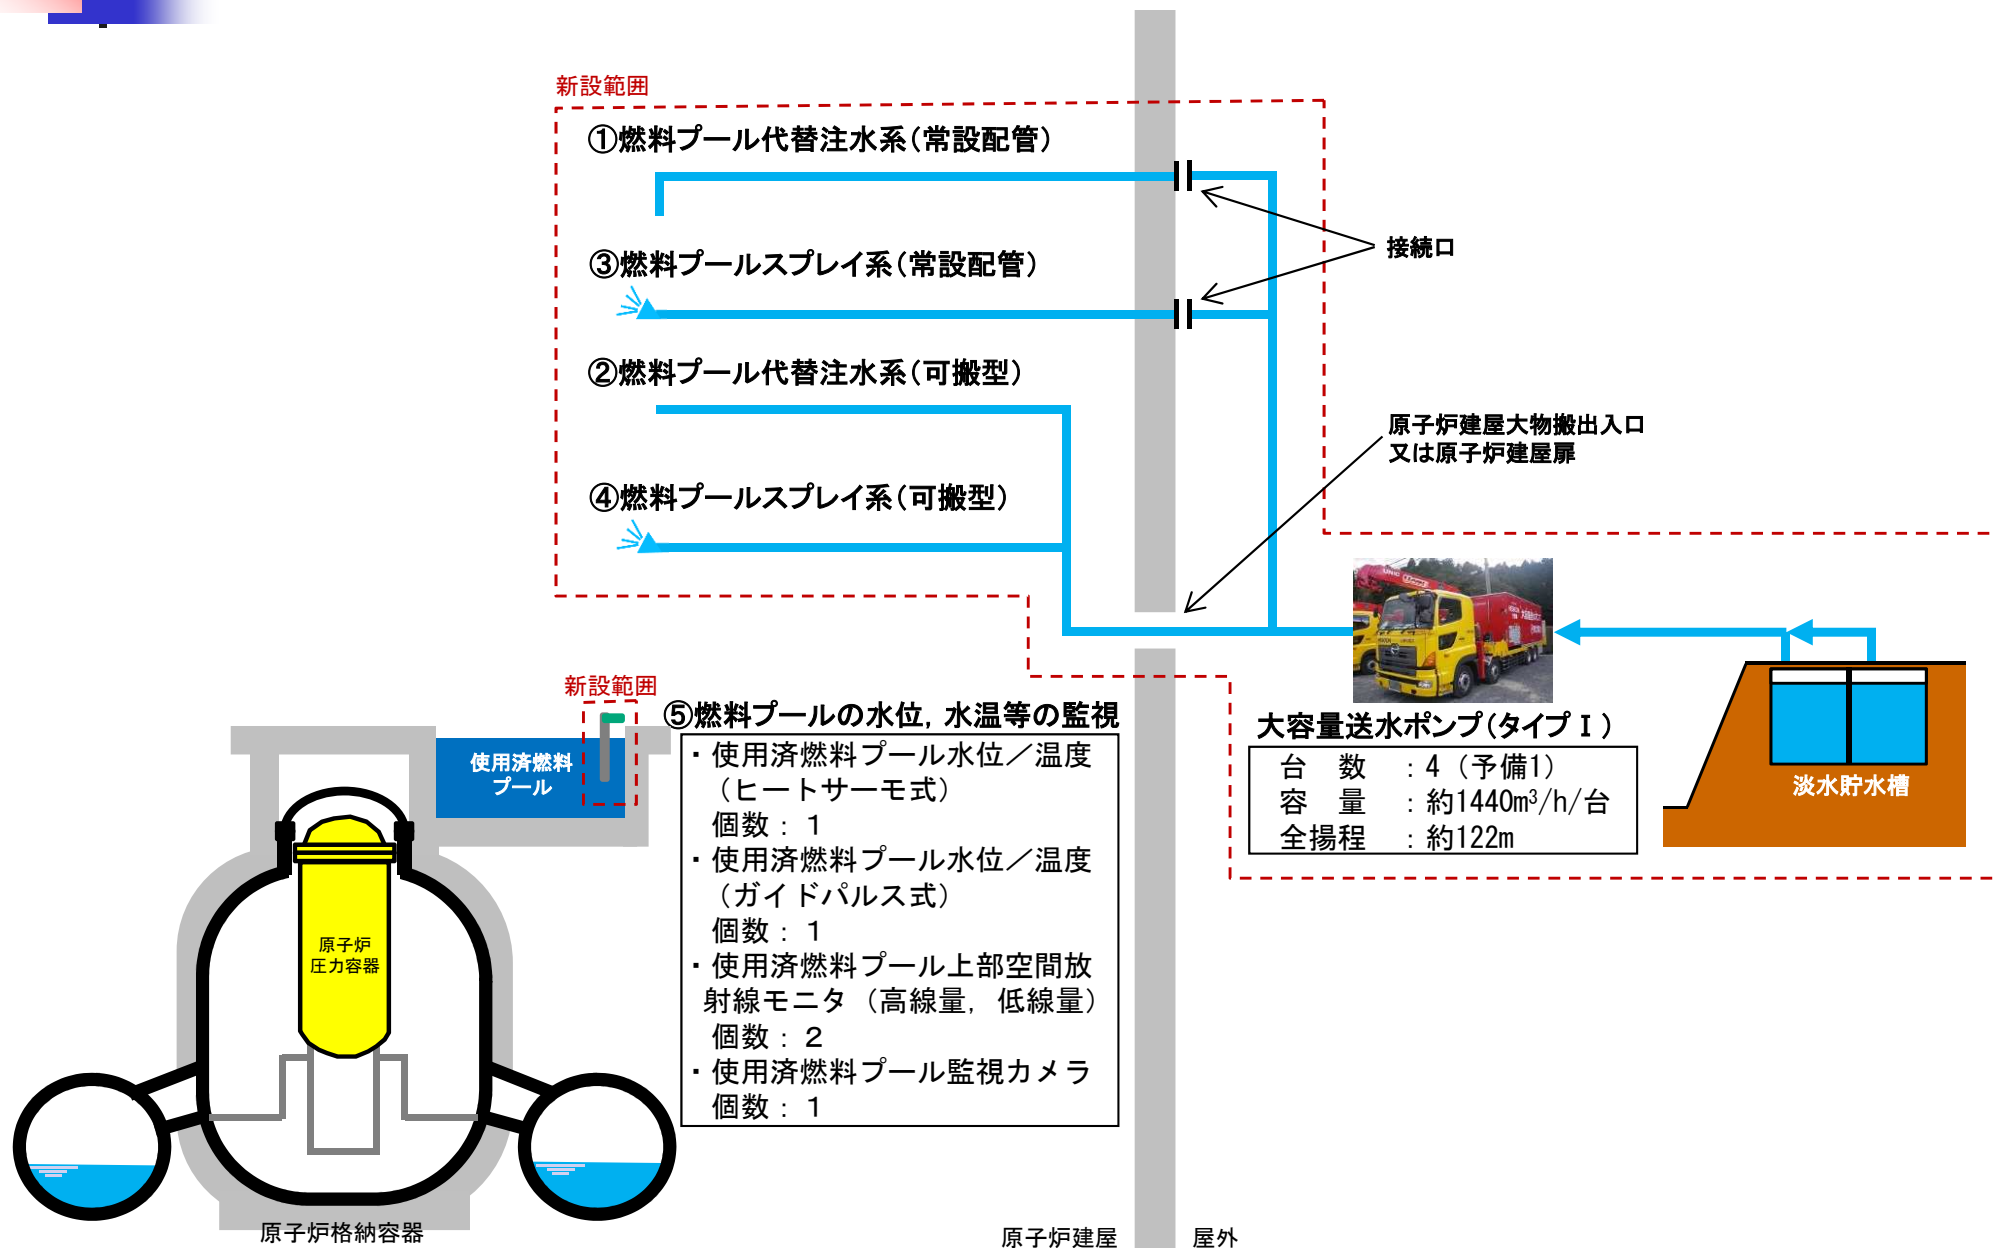 新設範囲
①燃料プール代替注水系(常設配管)
③燃料プールスプレイ系(常設配管)
接続口
②燃料プール代替注水系(可搬型)
原子炉建屋大物搬出入口
又は原子炉建屋扉
④燃料プールスプレイ系(可搬型)
新設範囲
⑤燃料プールの水位，水温等の監視
・使用済燃料プール水位／温度
（ヒートサーモ式）
個数：１
・使用済燃料プール水位／温度
（ガイドパルス式）
個数：１
・使用済燃料プール上部空間放
射線モニタ（高線量，低線量）
個数：２
・使用済燃料プール監視カメラ
個数：１
大容量送水ポンプ(タイプⅠ)
台　数　：4（予備1）
容　量　：約1440m³/h/台
全揚程　：約122m
淡水貯水槽
使用済燃料
プール
原子炉
圧力容器
原子炉格納容器
原子炉建屋
屋外